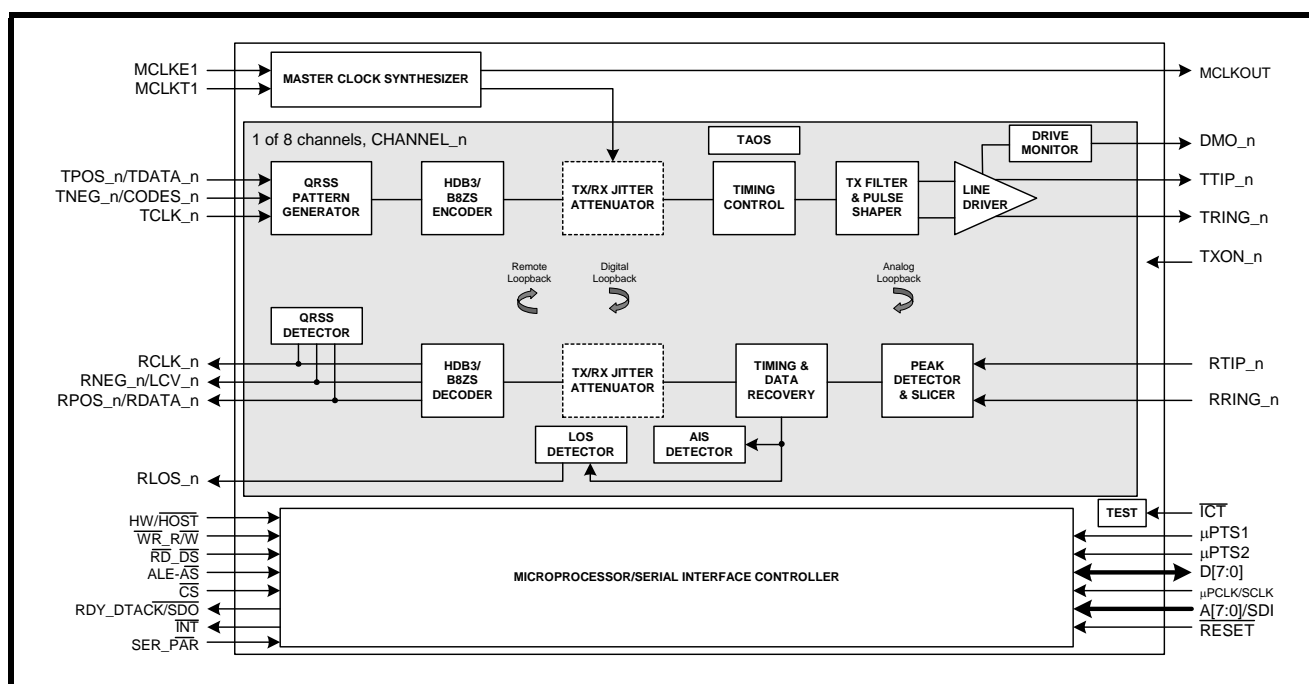 MCLKE1
MCLKT1
MASTER CLOCK SYNTHESIZER
MCLKOUT
1 of 8 channels, CHANNEL_n
TAOS
DRIVE
MONITOR
DMO_n
TPOS_n/TDATA_n
TNEG_n/CODES_n
TCLK_n
QRSS
PATTERN
GENERATOR
HDB3/
B8ZS
ENCODER
TX/RX JITTER
ATTENUATOR
TIMING
CONTROL
TX FILTER
& PULSE
SHAPER
LINE
DRIVER
TTIP_n
TRING_n
TXON_n
Remote
Loopback
Digital
Loopback
Analog
Loopback
QRSS
DETECTOR
RCLK_n
RNEG_n/LCV_n
RPOS_n/RDATA_n
HDB3/
B8ZS
DECODER
TX/RX JITTER
ATTENUATOR
TIMING &
DATA
RECOVERY
PEAK
DETECTOR
& SLICER
RTIP_n
RRING_n
LOS
DETECTOR
AIS
DETECTOR
RLOS_n
TEST
ICT
HW/HOST
WR_R/W
RD_DS
ALE-AS
CS
RDY_DTACK/SDO
INT
SER_PAR
MICROPROCESSOR/SERIAL INTERFACE CONTROLLER
µPTS1
µPTS2
D[7:0]
µPCLK/SCLK
A[7:0]/SDI
RESET